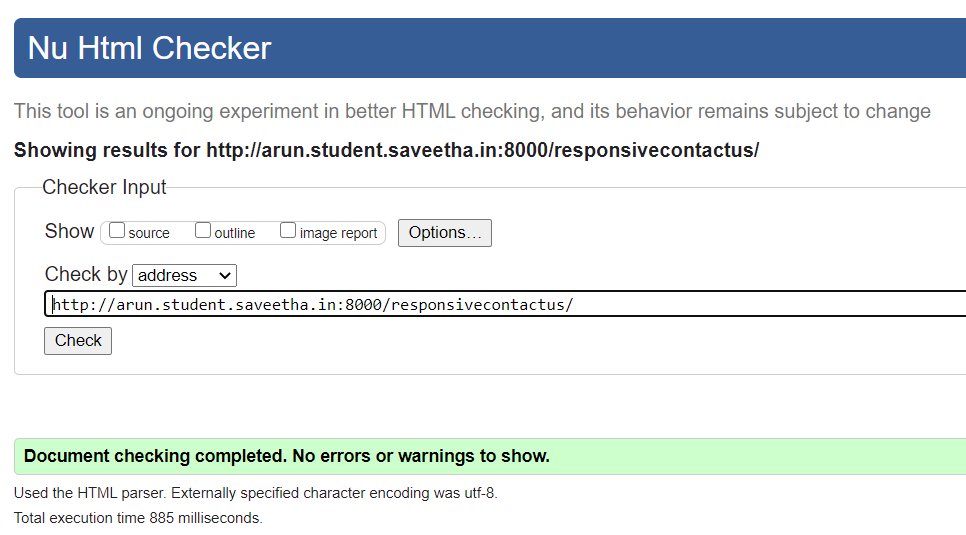 Nu Html Checker
This tool is an ongoing experiment in better HTML checking, and its behavior remains subject to change
Showing results for http://arun.student.saveetha.in:8000/responsivecontactus/
Checker Input
Show source outline image report Options...
Check by address
http://arun.student.saveetha.in:8000/responsivecontactus/
Check
Document checking completed. No errors or warnings to show.
Used the HTML parser. Externally specified character encoding was utf-8.
Total execution time 885 milliseconds.